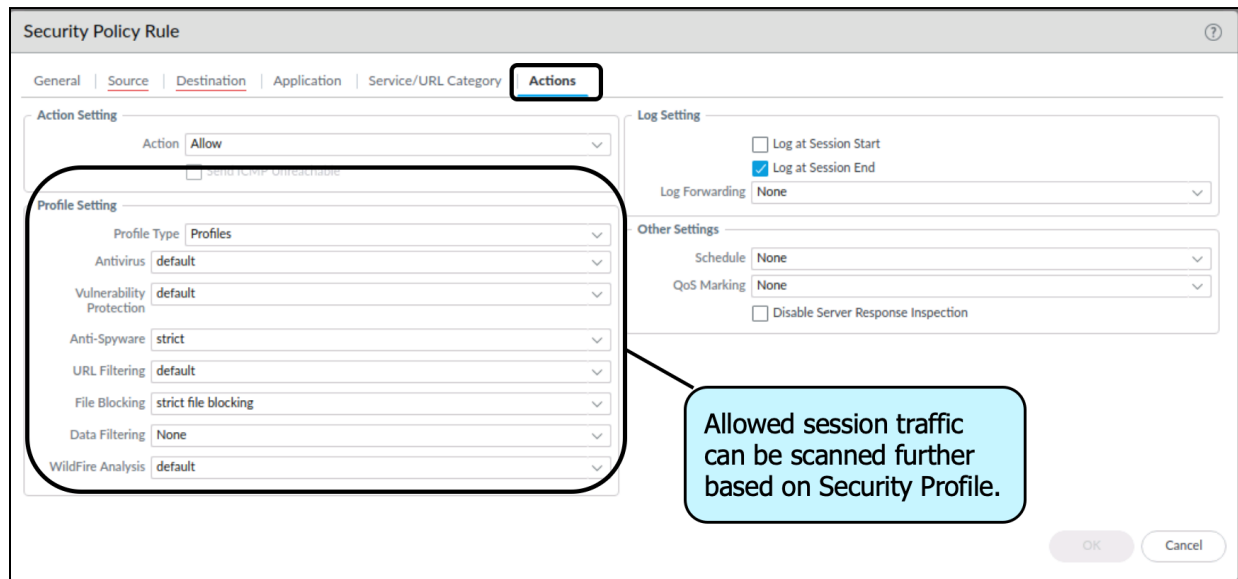 Security Policy Rule
General | Source | Destination | Application | Service/URL Category | Actions
Action Setting
Action Allow
Send ICMP Unreachable
Profile Setting
Profile Type Profiles
Antivirus default
Vulnerability Protection default
Anti-Spyware strict
URL Filtering default
File Blocking strict file blocking
Data Filtering None
WildFire Analysis default
Log Setting
Log at Session Start
Log at Session End
Log Forwarding None
Other Settings
Schedule None
QoS Marking None
Disable Server Response Inspection
Allowed session traffic
can be scanned further
based on Security Profile.
OK Cancel